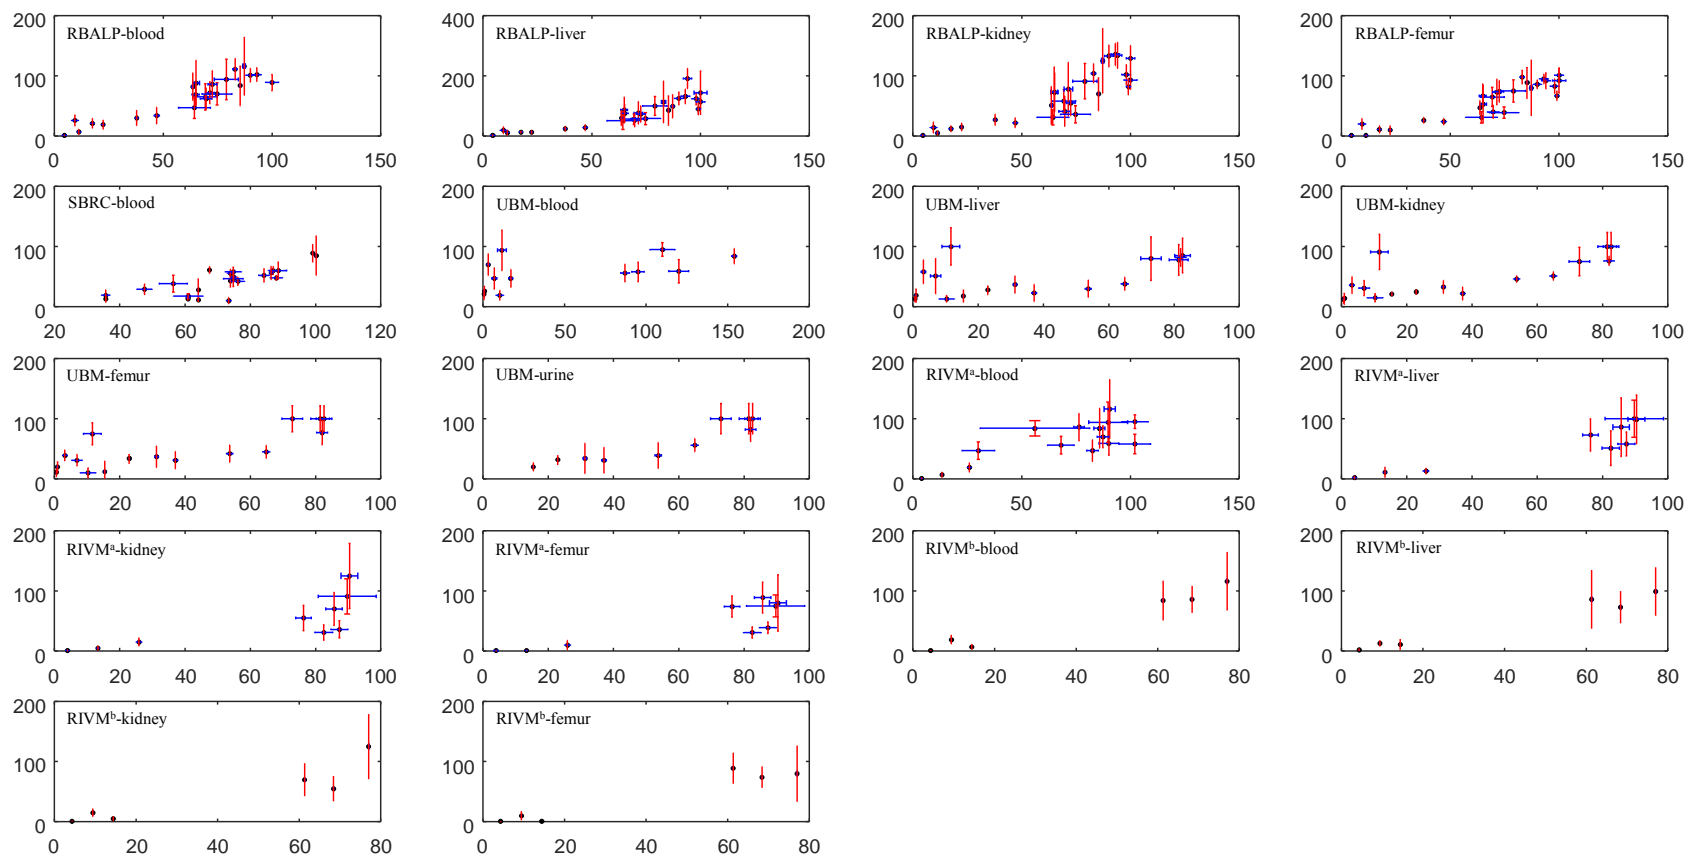 200 400 200 200
RBALP-blood RBALP-liver RBALP-kidney RBALP-femur
100 200 100 100
0 0 0 0
0 50 100 150 0 50 100 150 0 50 100 150 0 50 100 150
200 200 200 200
SBRC-blood UBM-blood UBM-liver UBM-kidney
100 100 100 100
0 0 0 0
20 40 60 80 100 120 0 50 100 150 200 0 20 40 60 80 100 0 20 40 60 80 100
200 200 200 200
UBM-femur UBM-urine RIVMᵃ-blood RIVMᵃ-liver
100 100 100 100
0 0 0 0
0 20 40 60 80 100 0 20 40 60 80 100 0 50 100 150 0 20 40 60 80 100
200 200 200 200
RIVMᵃ-kidney RIVMᵃ-femur RIVMᵇ-blood RIVMᵇ-liver
100 100 100 100
0 0 0 0
0 20 40 60 80 100 0 20 40 60 80 100 0 20 40 60 80 0 20 40 60 80
200 200
RIVMᵇ-kidney RIVMᵇ-femur
100 100
0 0
0 20 40 60 80 0 20 40 60 80